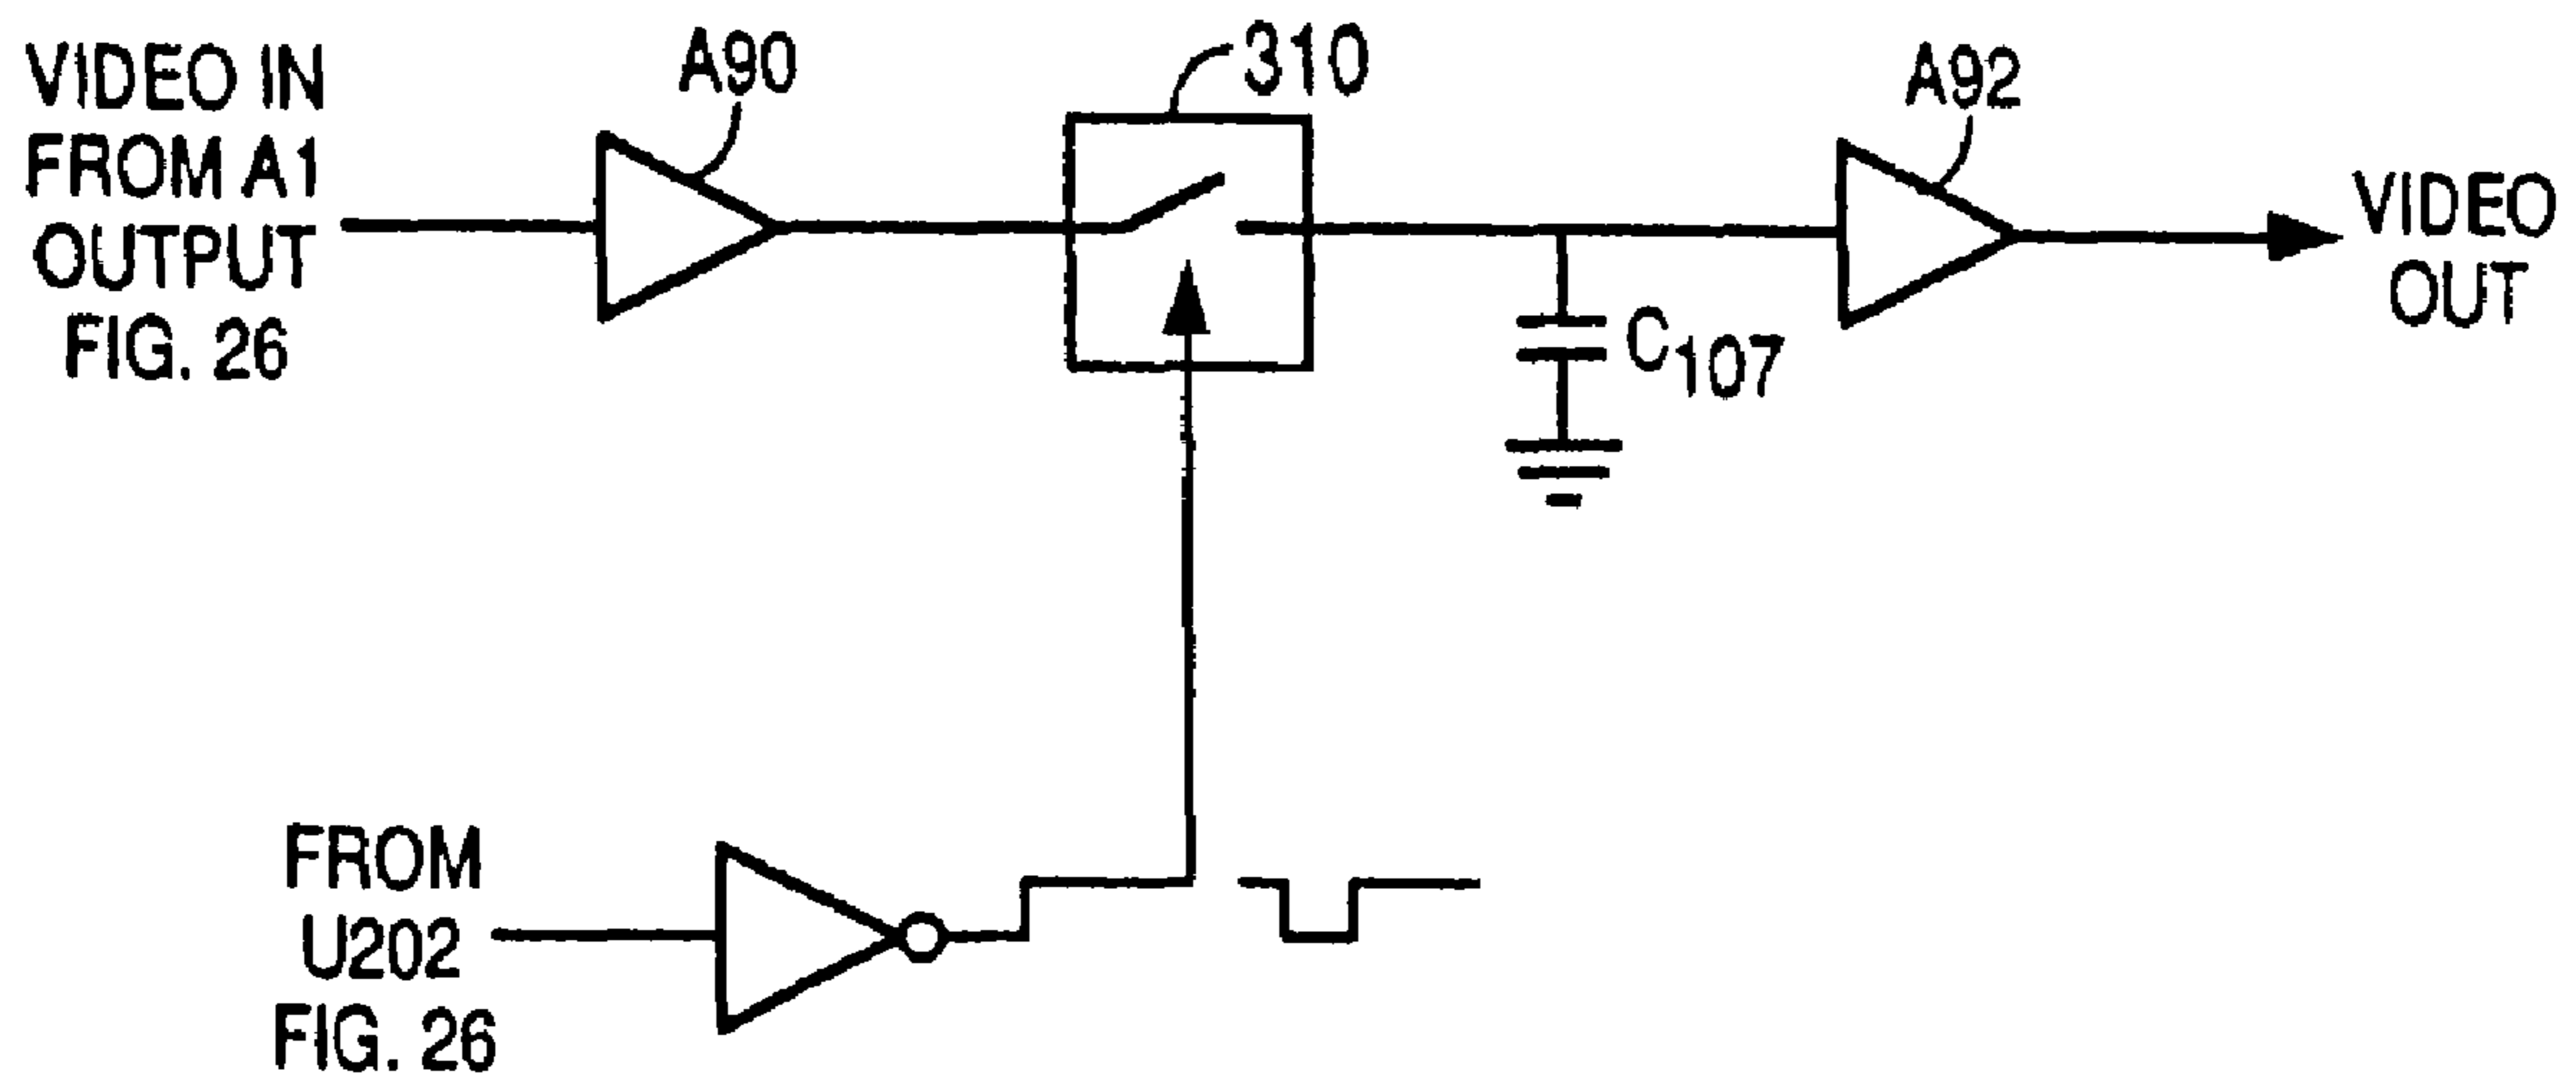 VIDEO IN
FROM A1
OUTPUT
FIG. 26
A90
310
A92
VIDEO
OUT
C107
FROM
U202
FIG. 26